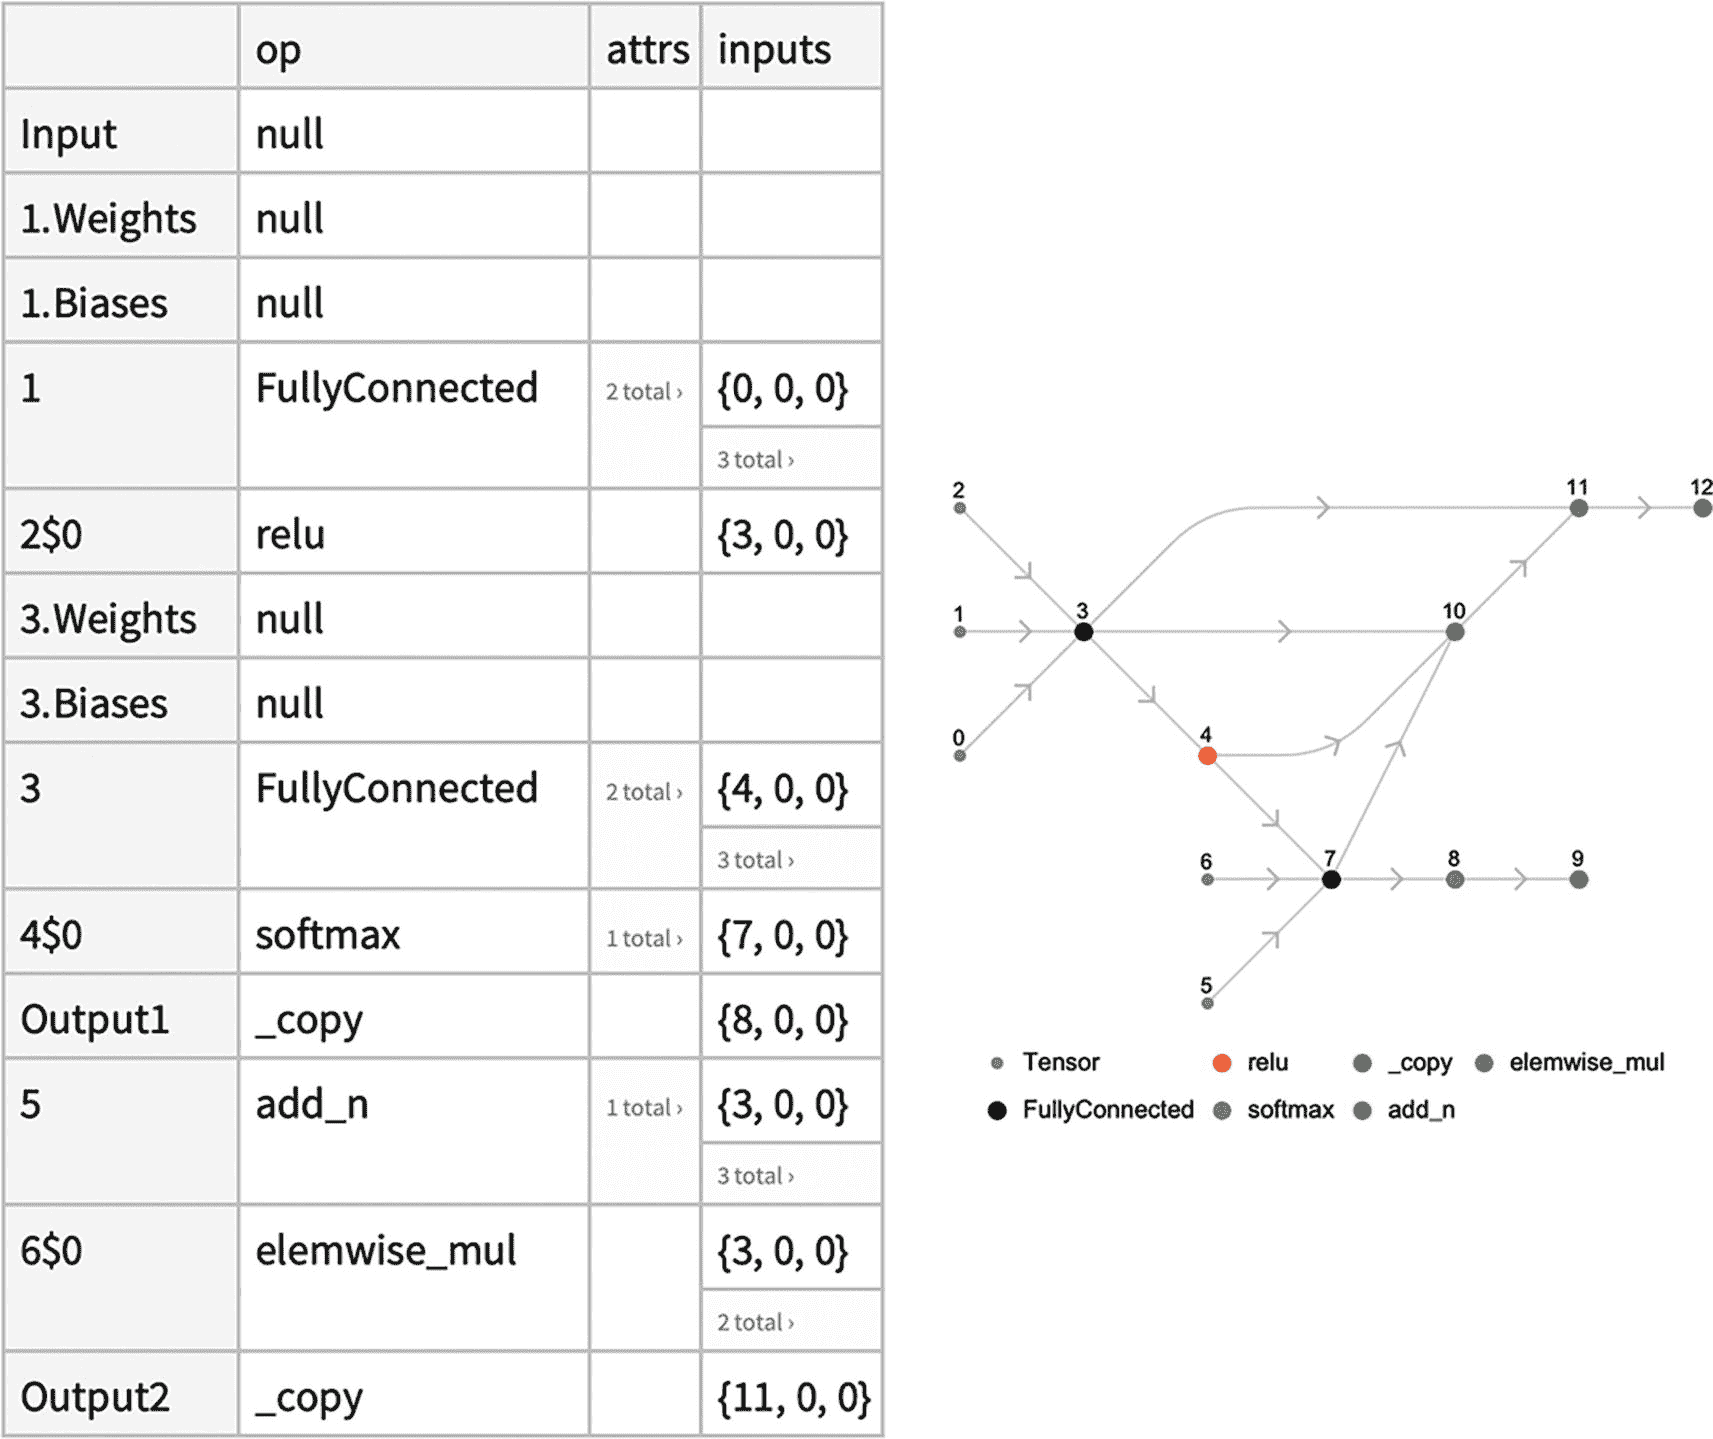 op attrs inputs
Input null
1.Weights null
1.Biases null
1 FullyConnected 2 total › {0, 0, 0}
3 total ›
2$0 relu {3, 0, 0}
3.Weights null
3.Biases null
3 FullyConnected 2 total › {4, 0, 0}
3 total ›
4$0 softmax 1 total › {7, 0, 0}
Output1 _copy {8, 0, 0}
5 add_n 1 total › {3, 0, 0}
3 total ›
6$0 elemwise_mul {3, 0, 0}
2 total ›
Output2 _copy {11, 0, 0}
2 11 12
1 3 10
0 4
6 7 8 9
5
Tensor relu _copy elemwise_mul
FullyConnected softmax add_n